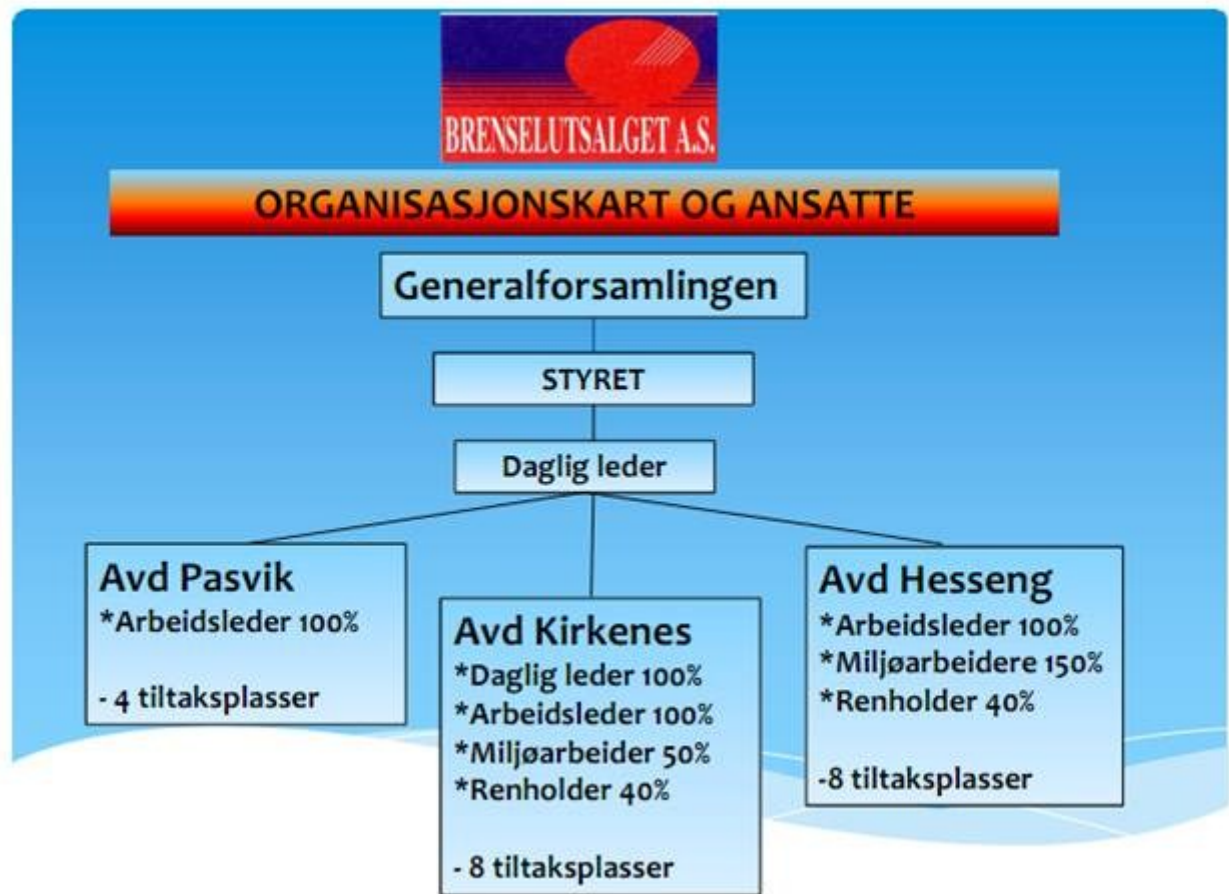 BRENSELUTSALGET A.S.
ORGANISASJONSKART OG ANSATTE
Generalforsamlingen
STYRET
Daglig leder
Avd Pasvik
*Arbeidsleder 100%
- 4 tiltaksplasser
Avd Kirkenes
*Daglig leder 100%
*Arbeidsleder 100%
*Miljøarbeider 50%
*Renholder 40%
- 8 tiltaksplasser
Avd Hesseng
*Arbeidsleder 100%
*Miljøarbeidere 150%
*Renholder 40%
-8 tiltaksplasser